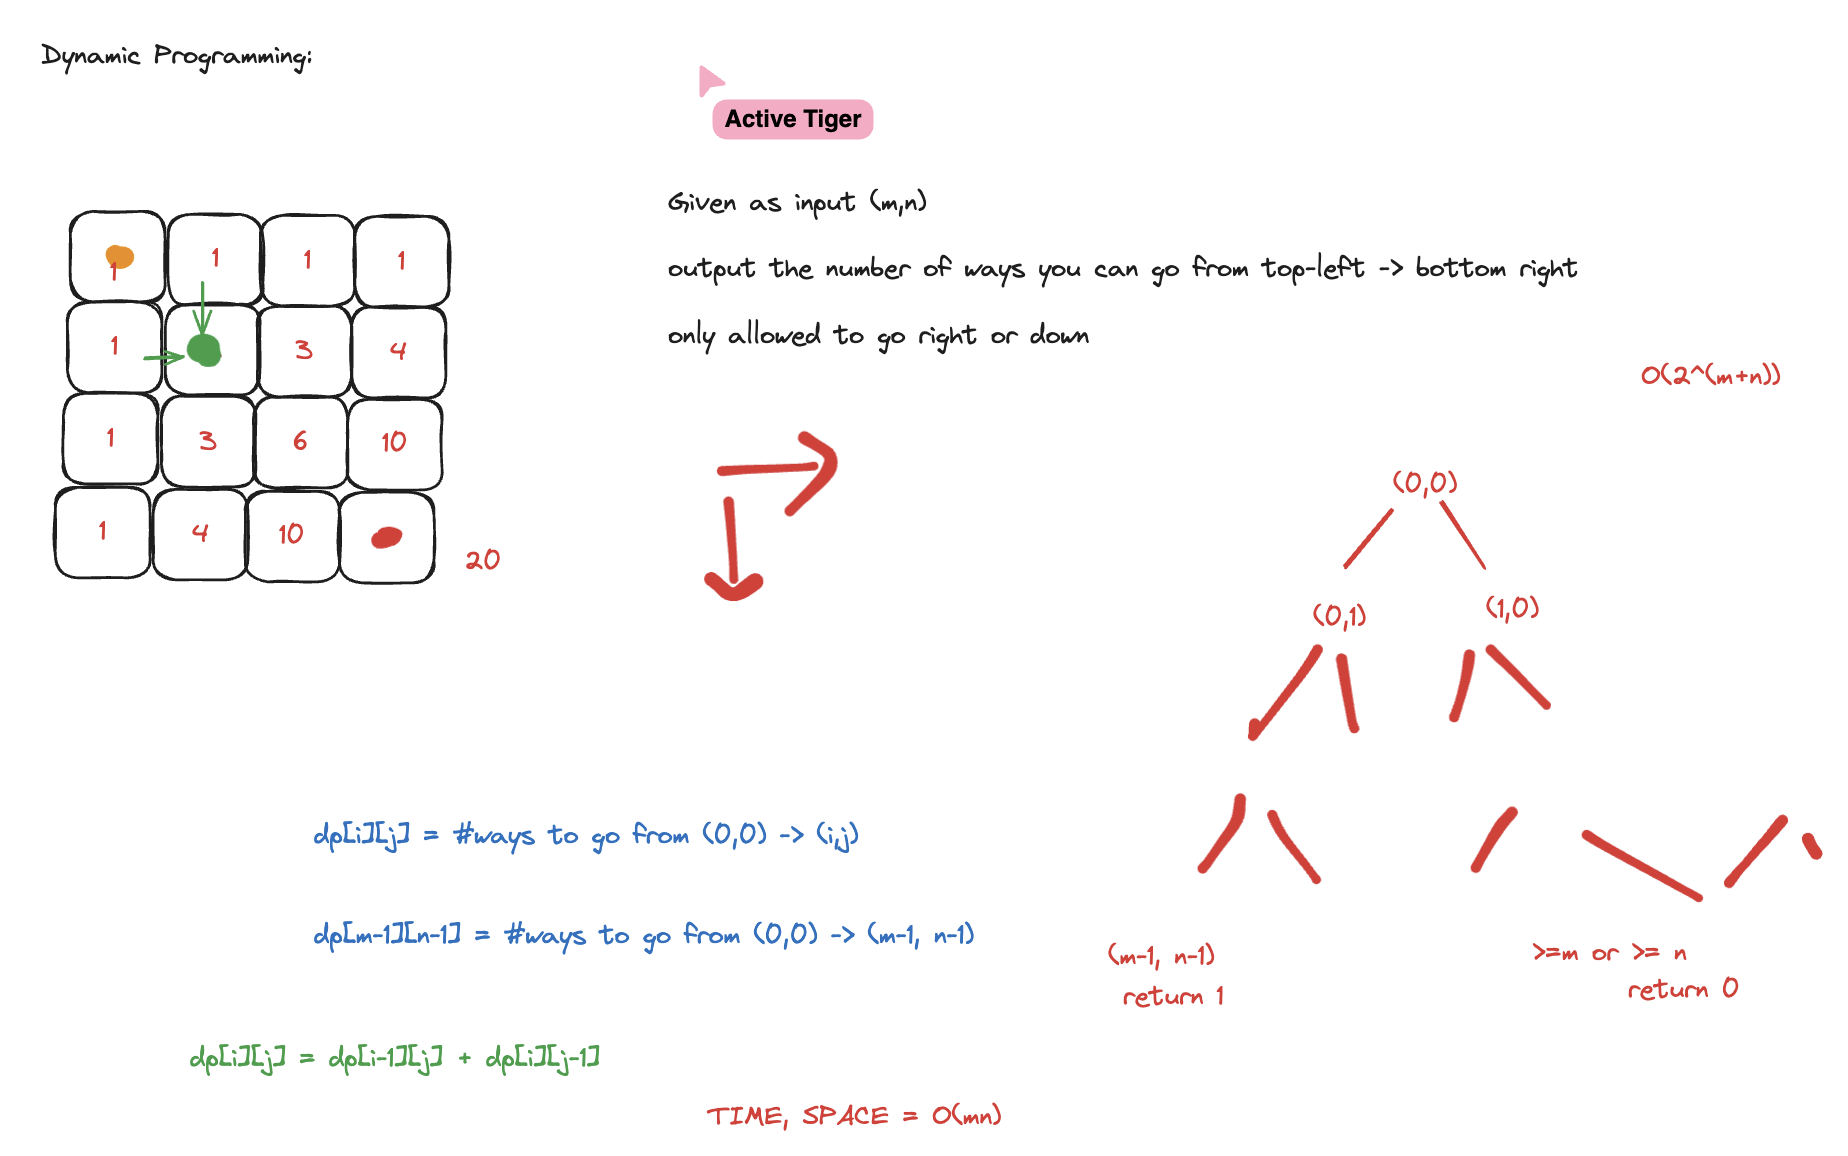 Dynamic Programming:
Active Tiger
Given as input (m,n)
output the number of ways you can go from top-left -> bottom right
only allowed to go right or down
1 1 1 1
1 3 4
1 3 6 10
1 4 10
20
O(2^(m+n))
(0,0)
(0,1) (1,0)
(m-1, n-1)
return 1
>=m or >= n
return 0
dp[i][j] = #ways to go from (0,0) -> (i,j)
dp[m-1][n-1] = #ways to go from (0,0) -> (m-1, n-1)
dp[i][j] = dp[i-1][j] + dp[i][j-1]
TIME, SPACE = O(mn)